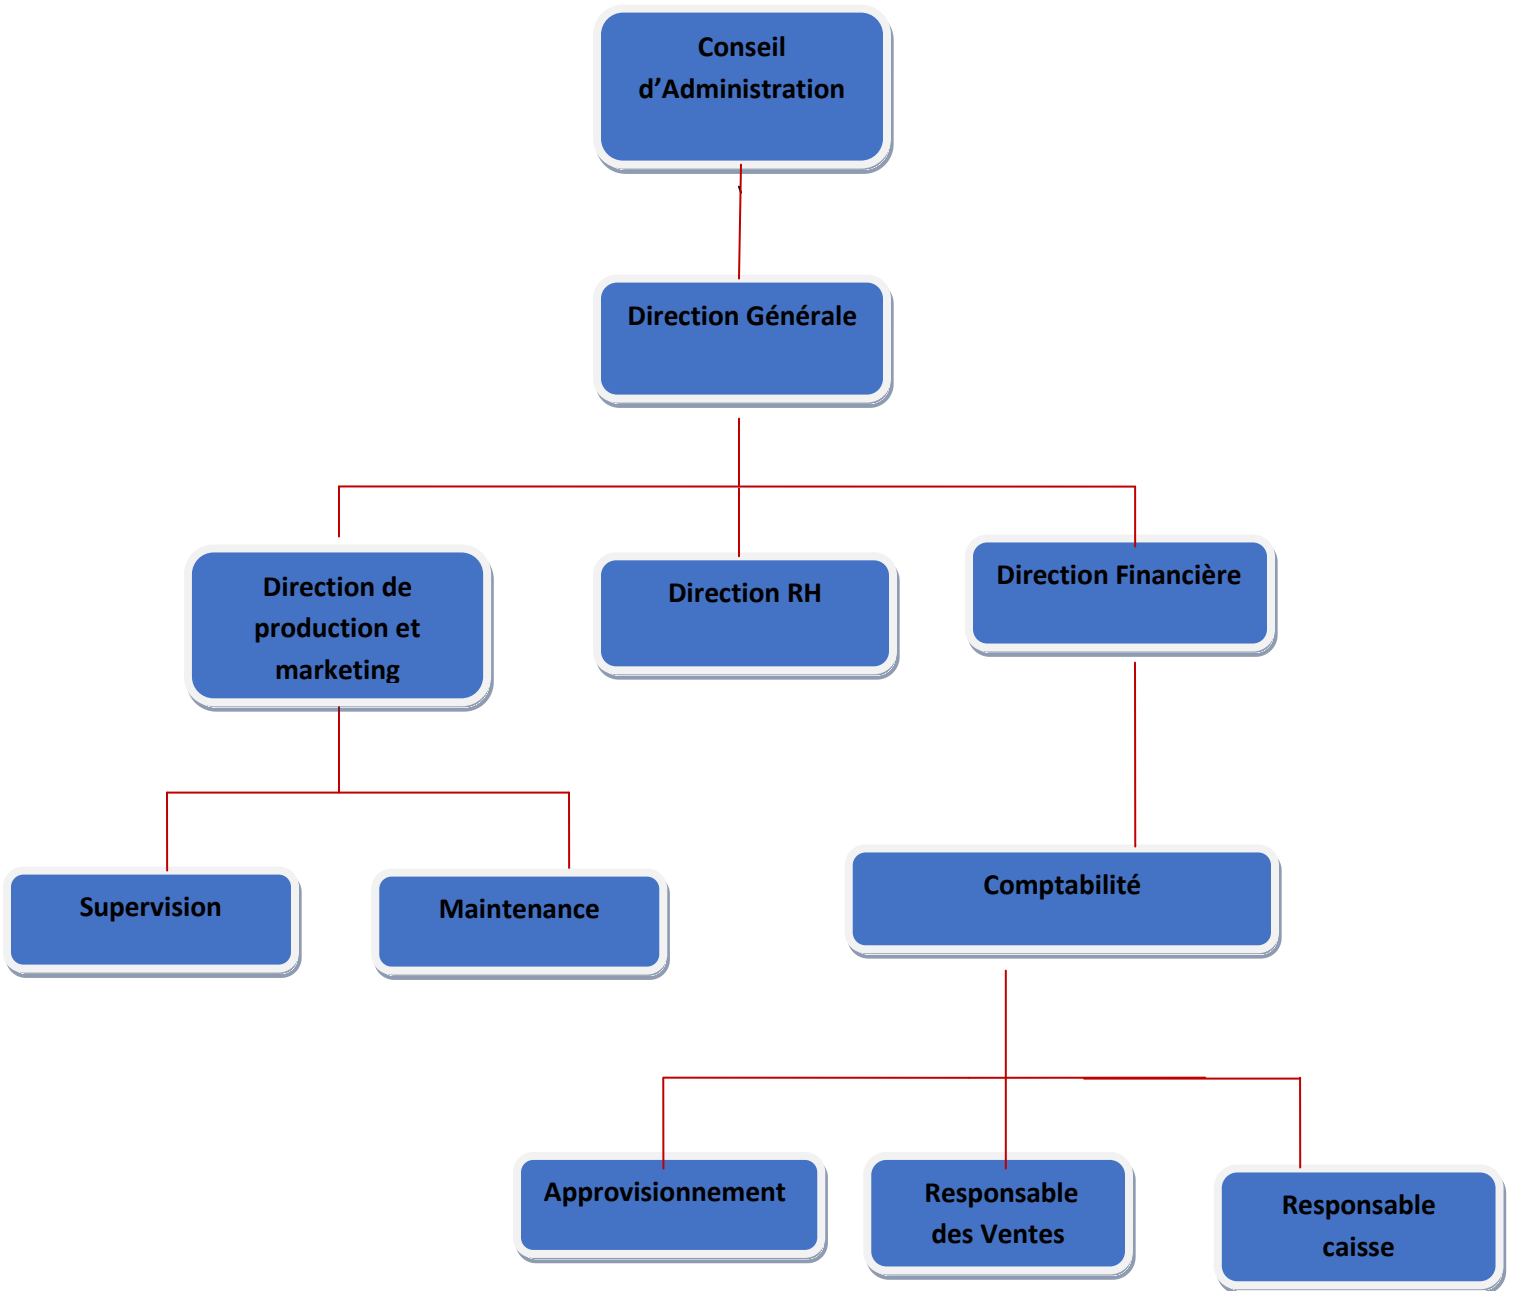 Conseil
d’Administration
Direction Générale
Direction de
production et
marketing
Direction RH
Direction Financière
Supervision
Maintenance
Comptabilité
Approvisionnement
Responsable
des Ventes
Responsable
caisse